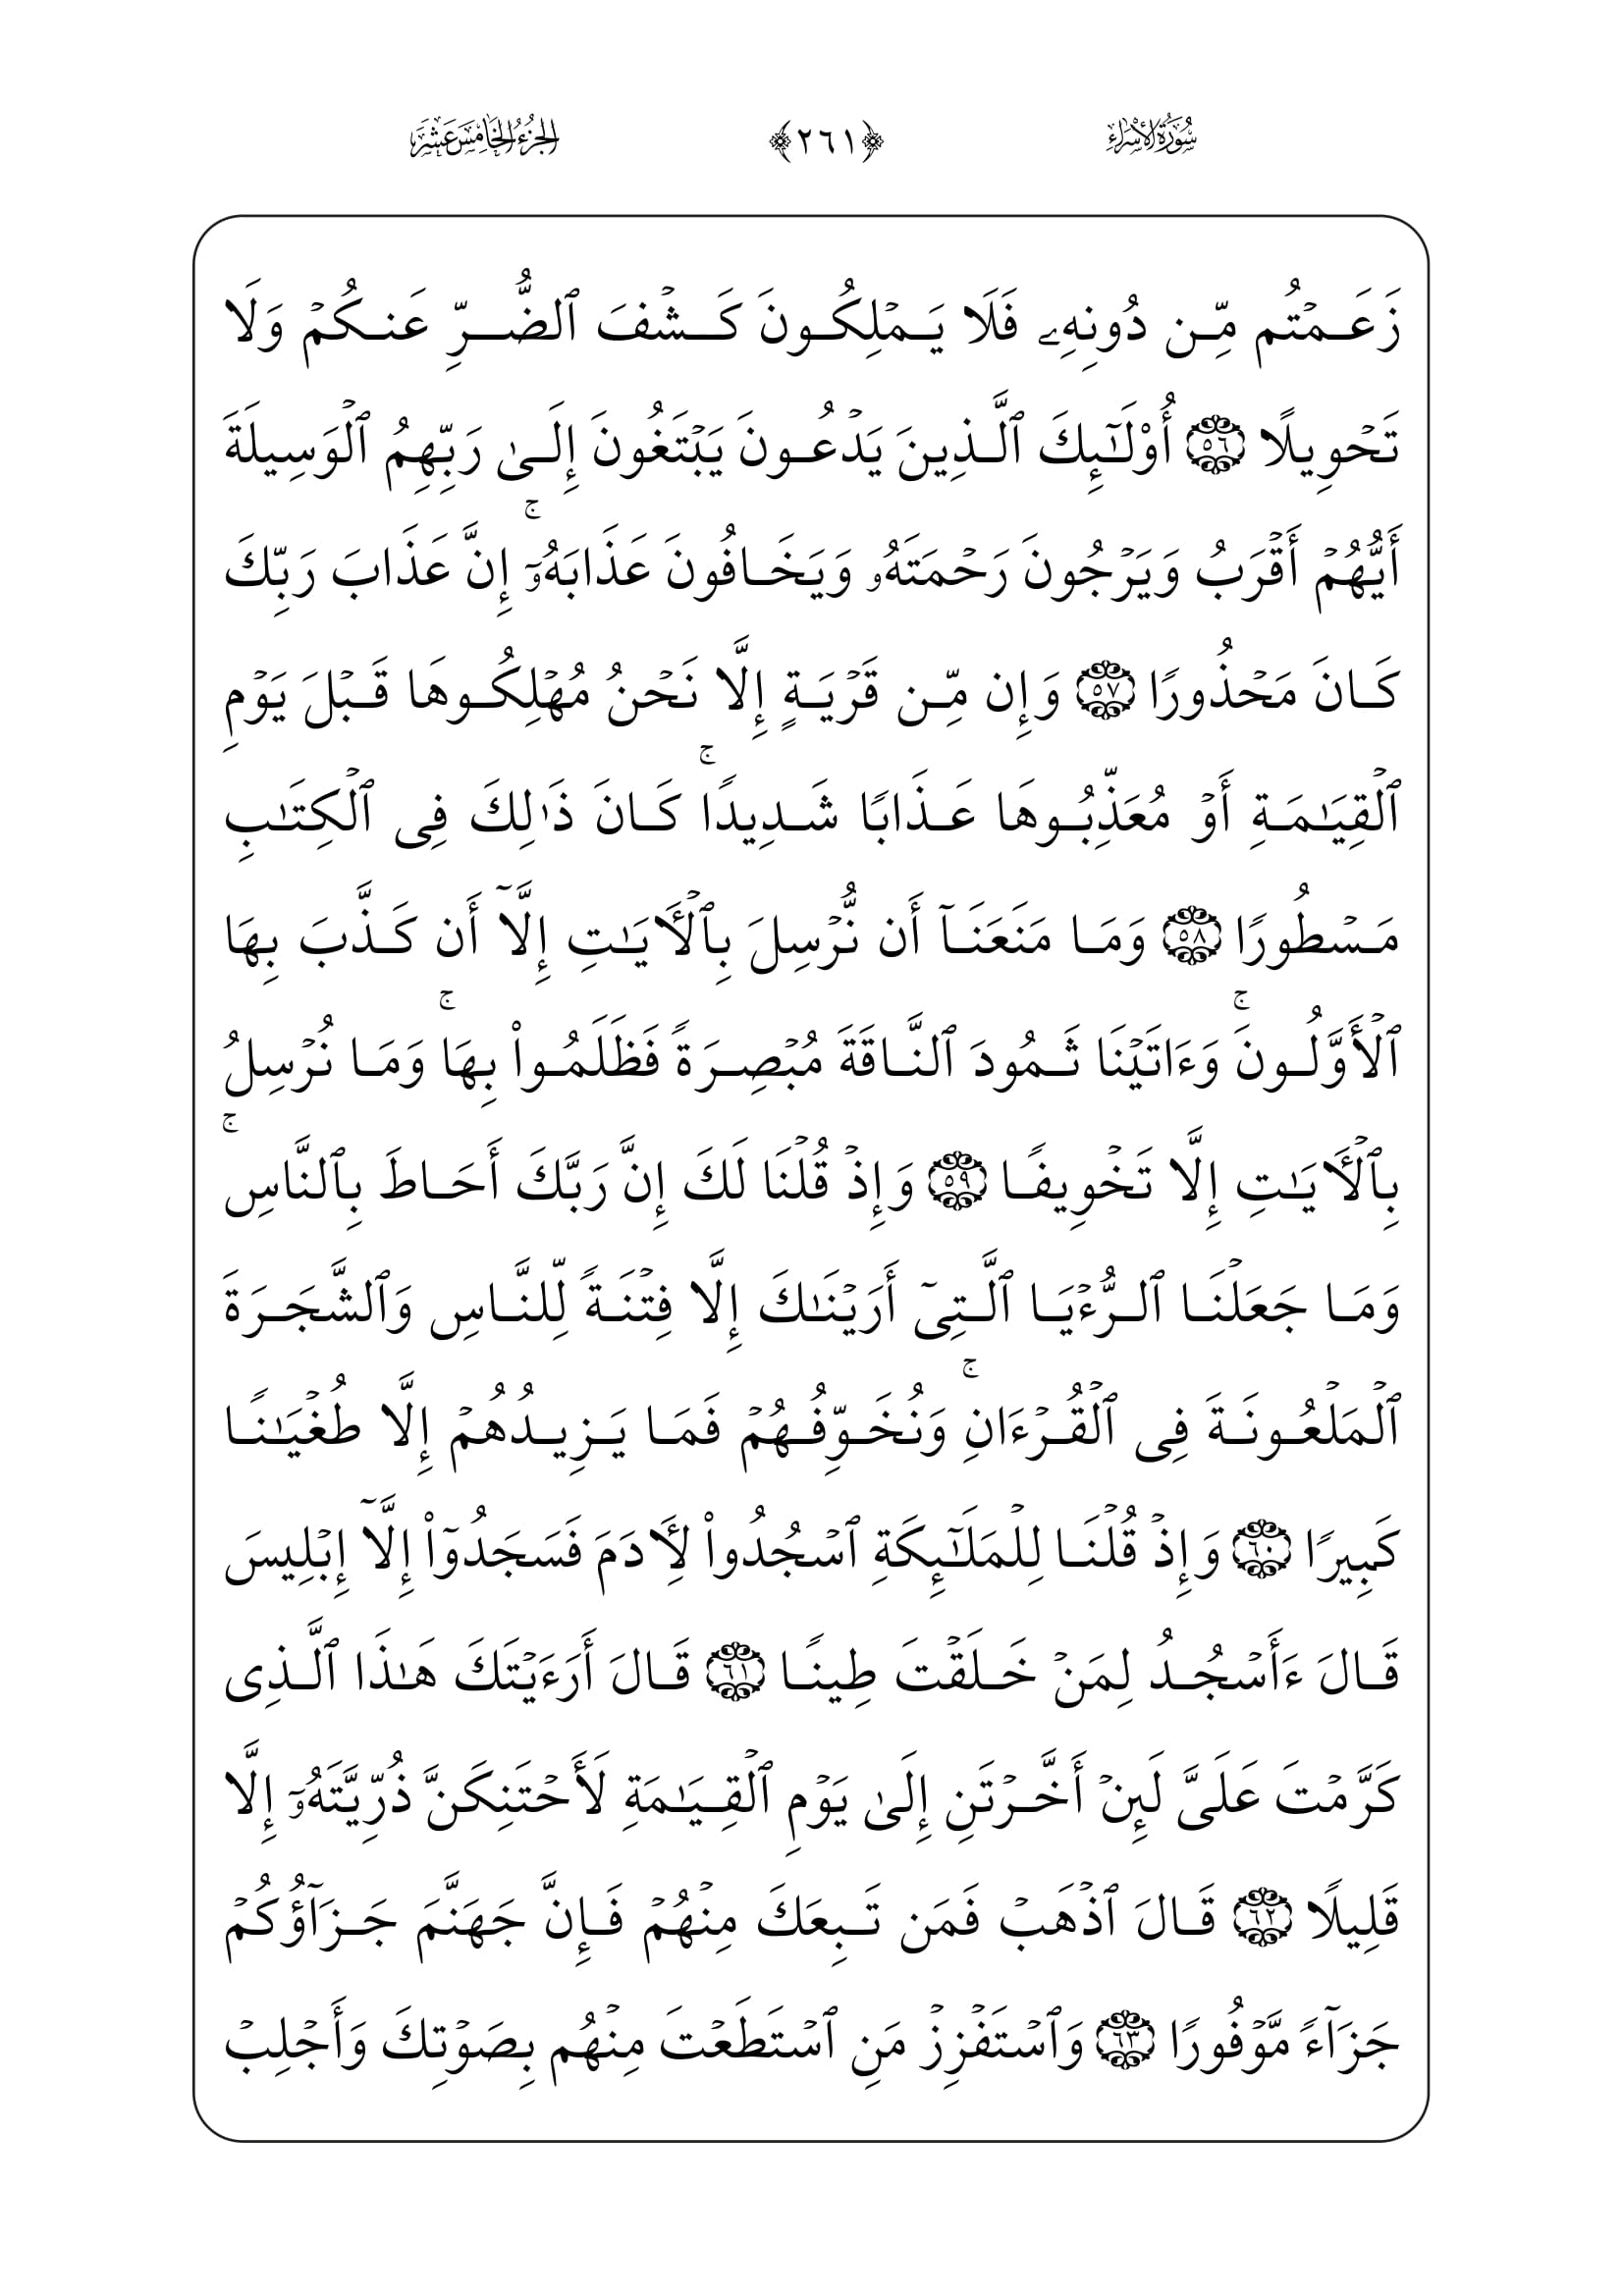 سُورَةُ الإِسْرَاءِ ﴿٢٦١﴾ الجُزْءُ الخَامِسَ عَشَرَ
زَعَمۡتُم مِّن دُونِهِۦ فَلَا يَمۡلِكُونَ كَشۡفَ ٱلضُّرِّ عَنكُمۡ وَلَا
تَحۡوِيلًا ٥٦ أُوْلَـٰٓئِكَ ٱلَّذِينَ يَدۡعُونَ يَبۡتَغُونَ إِلَىٰ رَبِّهِمُ ٱلۡوَسِيلَةَ
أَيُّهُمۡ أَقۡرَبُ وَيَرۡجُونَ رَحۡمَتَهُۥ وَيَخَافُونَ عَذَابَهُۥٓۚ إِنَّ عَذَابَ رَبِّكَ
كَانَ مَحۡذُورًا ٥٧ وَإِن مِّن قَرۡيَةٍ إِلَّا نَحۡنُ مُهۡلِكُوهَا قَبۡلَ يَوۡمِ
ٱلۡقِيَـٰمَةِ أَوۡ مُعَذِّبُوهَا عَذَابًا شَدِيدًاۚ كَانَ ذَٰلِكَ فِى ٱلۡكِتَـٰبِ
مَسۡطُورًا ٥٨ وَمَا مَنَعَنَآ أَن نُّرۡسِلَ بِٱلۡأَيَـٰتِ إِلَّآ أَن كَذَّبَ بِهَا
ٱلۡأَوَّلُونَۚ وَءَاتَيۡنَا ثَمُودَ ٱلنَّاقَةَ مُبۡصِرَةً فَظَلَمُواْ بِهَاۚ وَمَا نُرۡسِلُ
بِٱلۡأَيَـٰتِ إِلَّا تَخۡوِيفًا ٥٩ وَإِذۡ قُلۡنَا لَكَ إِنَّ رَبَّكَ أَحَاطَ بِٱلنَّاسِۚ
وَمَا جَعَلۡنَا ٱلرُّءۡيَا ٱلَّتِىٓ أَرَيۡنَـٰكَ إِلَّا فِتۡنَةً لِّلنَّاسِ وَٱلشَّجَرَةَ
ٱلۡمَلۡعُونَةَ فِى ٱلۡقُرۡءَانِۚ وَنُخَوِّفُهُمۡ فَمَا يَزِيدُهُمۡ إِلَّا طُغۡيَـٰنًا
كَبِيرًا ٦٠ وَإِذۡ قُلۡنَا لِلۡمَلَـٰٓئِكَةِ ٱسۡجُدُواْ لِأَدَمَ فَسَجَدُوٓاْ إِلَّآ إِبۡلِيسَ
قَالَ ءَأَسۡجُدُ لِمَنۡ خَلَقۡتَ طِينًا ٦١ قَالَ أَرَءَيۡتَكَ هَـٰذَا ٱلَّذِى
كَرَّمۡتَ عَلَىَّ لَئِنۡ أَخَّرۡتَنِ إِلَىٰ يَوۡمِ ٱلۡقِيَـٰمَةِ لَأَحۡتَنِكَنَّ ذُرِّيَّتَهُۥٓ إِلَّا
قَلِيلًا ٦٢ قَالَ ٱذۡهَبۡ فَمَن تَبِعَكَ مِنۡهُمۡ فَإِنَّ جَهَنَّمَ جَزَآؤُكُمۡ
جَزَآءً مَّوۡفُورًا ٦٣ وَٱسۡتَفۡزِزۡ مَنِ ٱسۡتَطَعۡتَ مِنۡهُم بِصَوۡتِكَ وَأَجۡلِبۡ